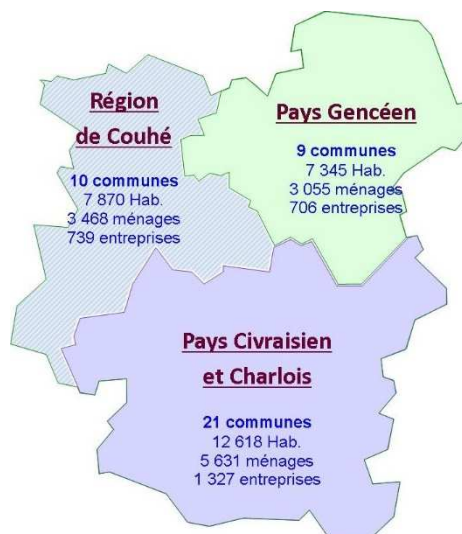 Région
de Couhé
10 communes
7 870 Hab.
3 468 ménages
739 entreprises
Pays Gencéen
9 communes
7 345 Hab.
3 055 ménages
706 entreprises
Pays Civraisien
et Charlois
21 communes
12 618 Hab.
5 631 ménages
1 327 entreprises